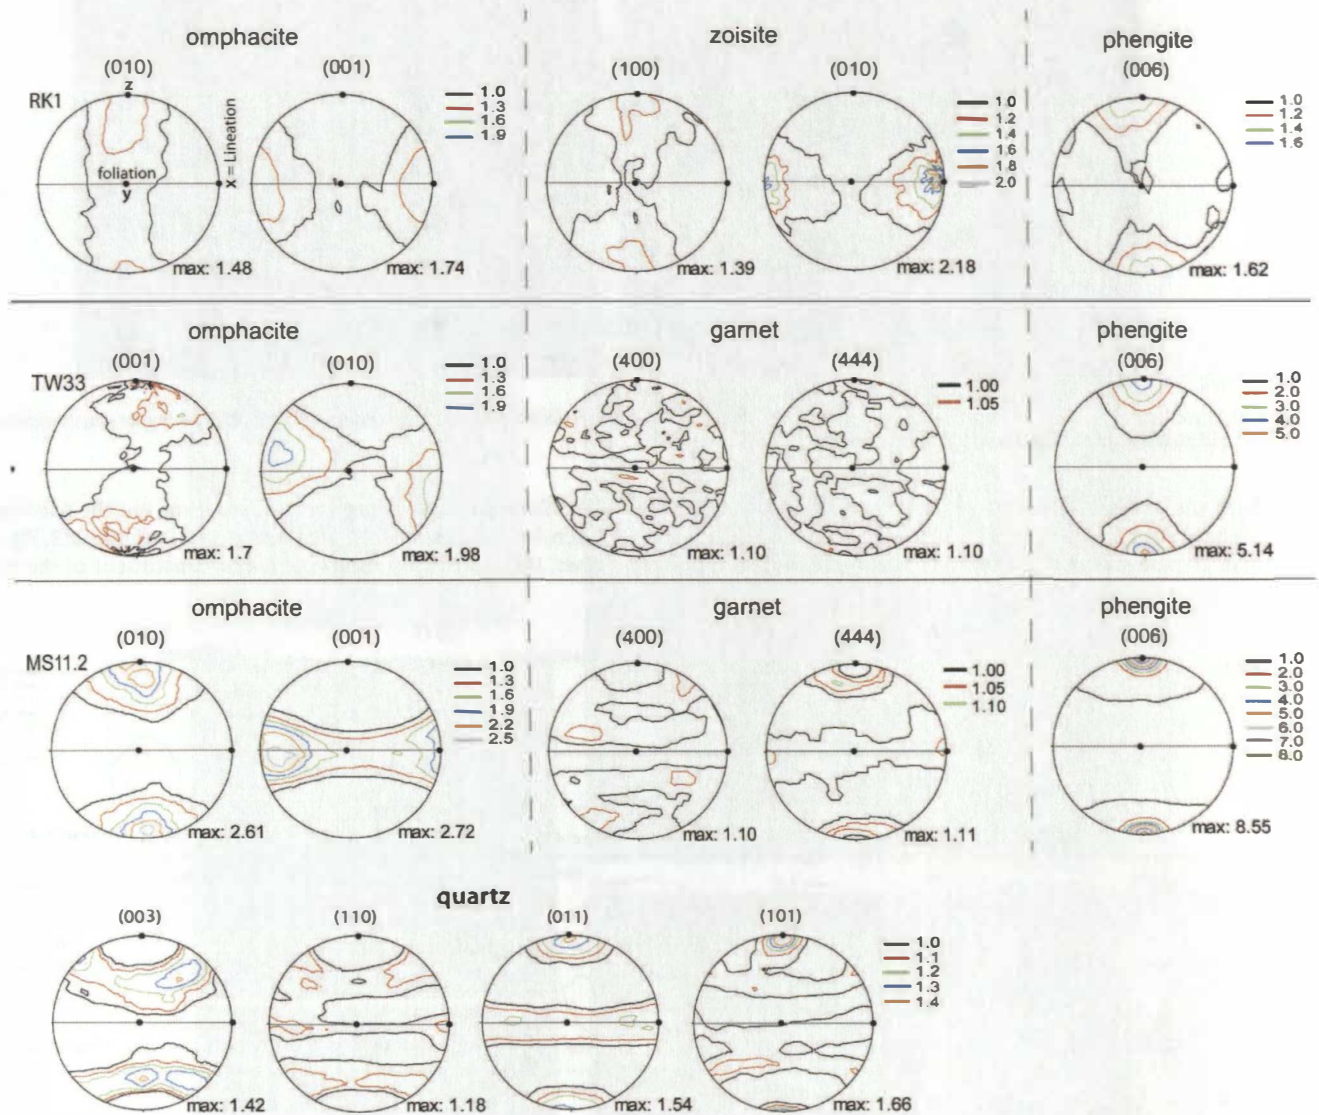 omphacite zoisite phengite
(010) (001) (100) (010) (006)
RK1
z
foliation
y
x = Lineation
1.0
1.3
1.6
1.9
1.0
1.2
1.4
1.6
1.8
2.0
1.0
1.2
1.4
1.6
max: 1.48 max: 1.74 max: 1.39 max: 2.18 max: 1.62
omphacite garnet phengite
(001) (010) (400) (444) (006)
TW33
1.0
1.3
1.6
1.9
1.00
1.05
1.0
2.0
3.0
4.0
5.0
max: 1.7 max: 1.98 max: 1.10 max: 1.10 max: 5.14
omphacite garnet phengite
(010) (001) (400) (444) (006)
MS11.2
1.0
1.3
1.6
1.9
2.2
2.5
1.00
1.05
1.10
1.0
2.0
3.0
4.0
5.0
6.0
7.0
8.0
max: 2.61 max: 2.72 max: 1.10 max: 1.11 max: 8.55
quartz
(003) (110) (011) (101)
1.0
1.1
1.2
1.3
1.4
max: 1.42 max: 1.18 max: 1.54 max: 1.66